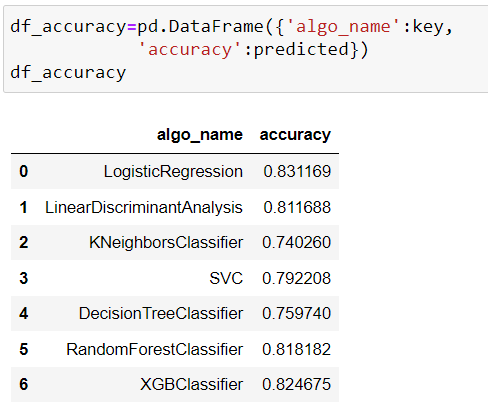 df_accuracy=pd.DataFrame({'algo_name':key,
'accuracy':predicted})
df_accuracy
algo_name accuracy
0 LogisticRegression 0.831169
1 LinearDiscriminantAnalysis 0.811688
2 KNeighborsClassifier 0.740260
3 SVC 0.792208
4 DecisionTreeClassifier 0.759740
5 RandomForestClassifier 0.818182
6 XGBClassifier 0.824675